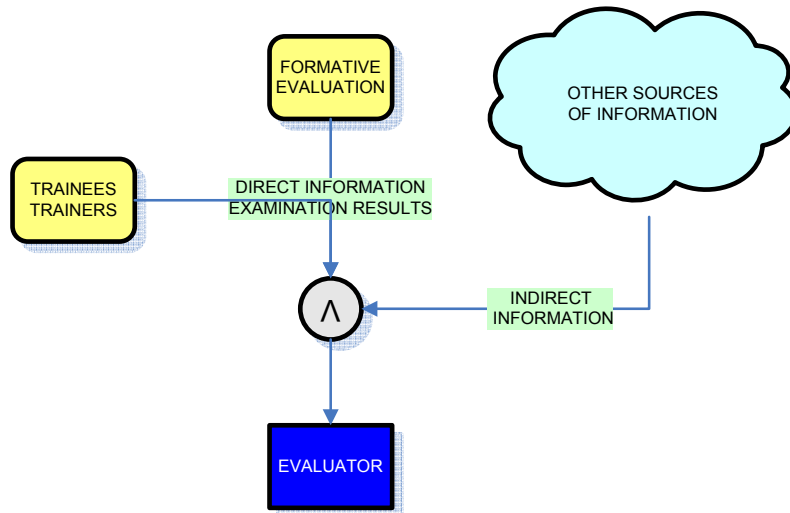 FORMATIVE
EVALUATION
OTHER SOURCES
OF INFORMATION
TRAINEES
TRAINERS
DIRECT INFORMATION
EXAMINATION RESULTS
INDIRECT
INFORMATION
Λ
EVALUATOR